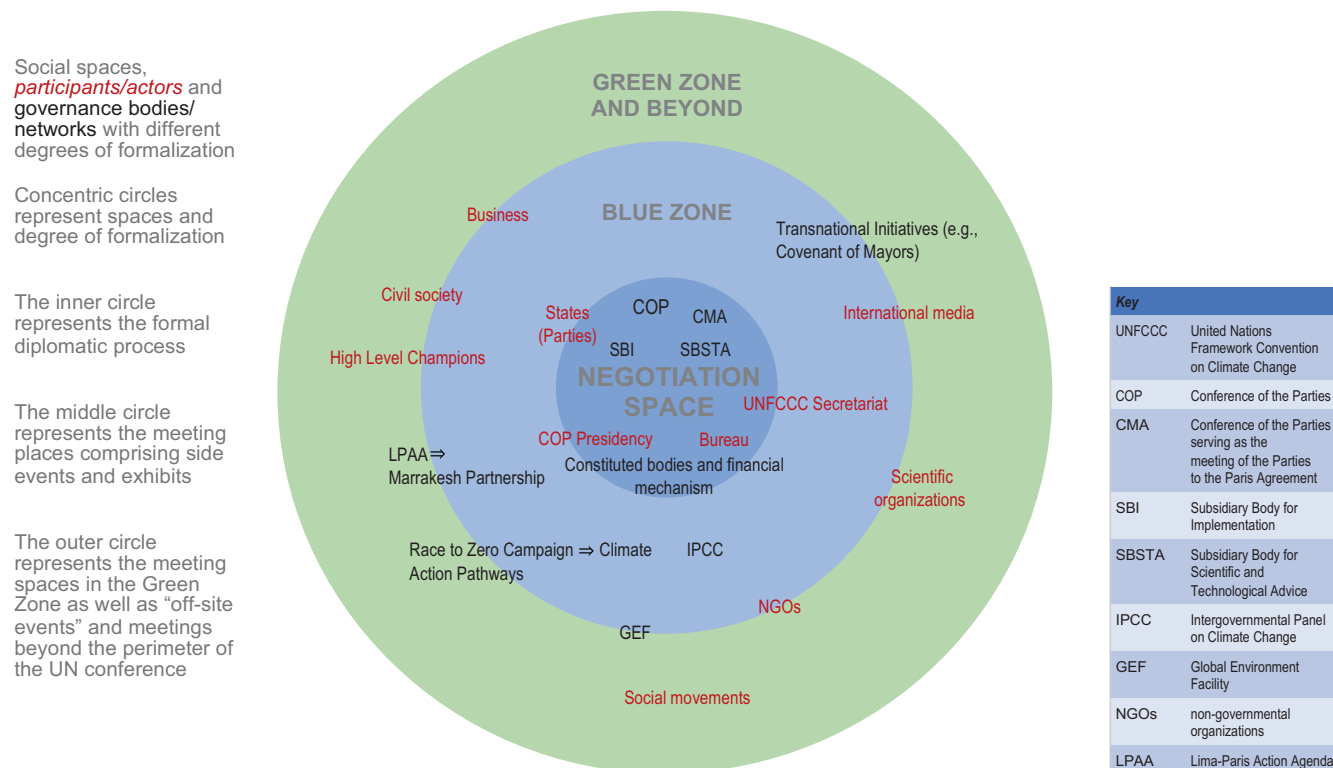 Social spaces,
participants/actors and
governance bodies/
networks with different
degrees of formalization
Concentric circles
represent spaces and
degree of formalization
The inner circle
represents the formal
diplomatic process
The middle circle
represents the meeting
places comprising side
events and exhibits
The outer circle
represents the meeting
spaces in the Green
Zone as well as “off-site
events” and meetings
beyond the perimeter of
the UN conference
GREEN ZONE
AND BEYOND
BLUE ZONE
Business
Transnational Initiatives (e.g.,
Covenant of Mayors)
Civil society
States
(Parties)
COP
CMA
International media
High Level Champions
SBI
SBSTA
NEGOTIATION
SPACE
UNFCCC Secretariat
COP Presidency
Bureau
LPAA⇒
Marrakesh Partnership
Constituted bodies and financial
mechanism
Scientific
organizations
Race to Zero Campaign ⇒ Climate
Action Pathways
IPCC
NGOs
GEF
Social movements
Key
UNFCCC United Nations
Framework Convention
on Climate Change
COP Conference of the Parties
CMA Conference of the Parties
serving as the
meeting of the Parties
to the Paris Agreement
SBI Subsidiary Body for
Implementation
SBSTA Subsidiary Body for
Scientific and
Technological Advice
IPCC Intergovernmental Panel
on Climate Change
GEF Global Environment
Facility
NGOs non-governmental
organizations
LPAA Lima-Paris Action Agenda